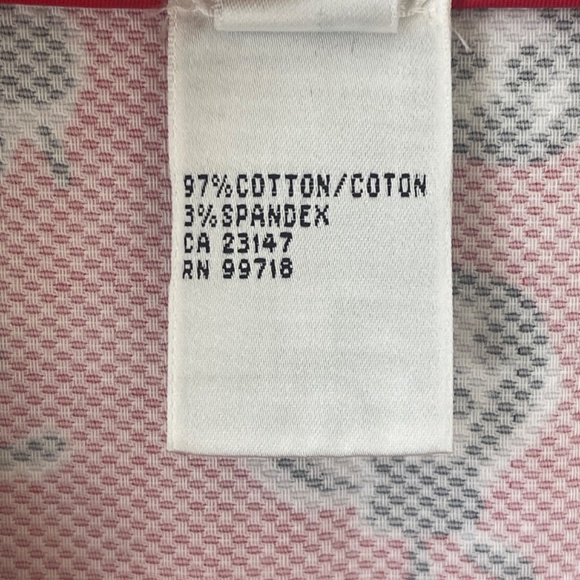 97%COTTON/COTON
3%SPANDEX
CA 23147
RN 99718